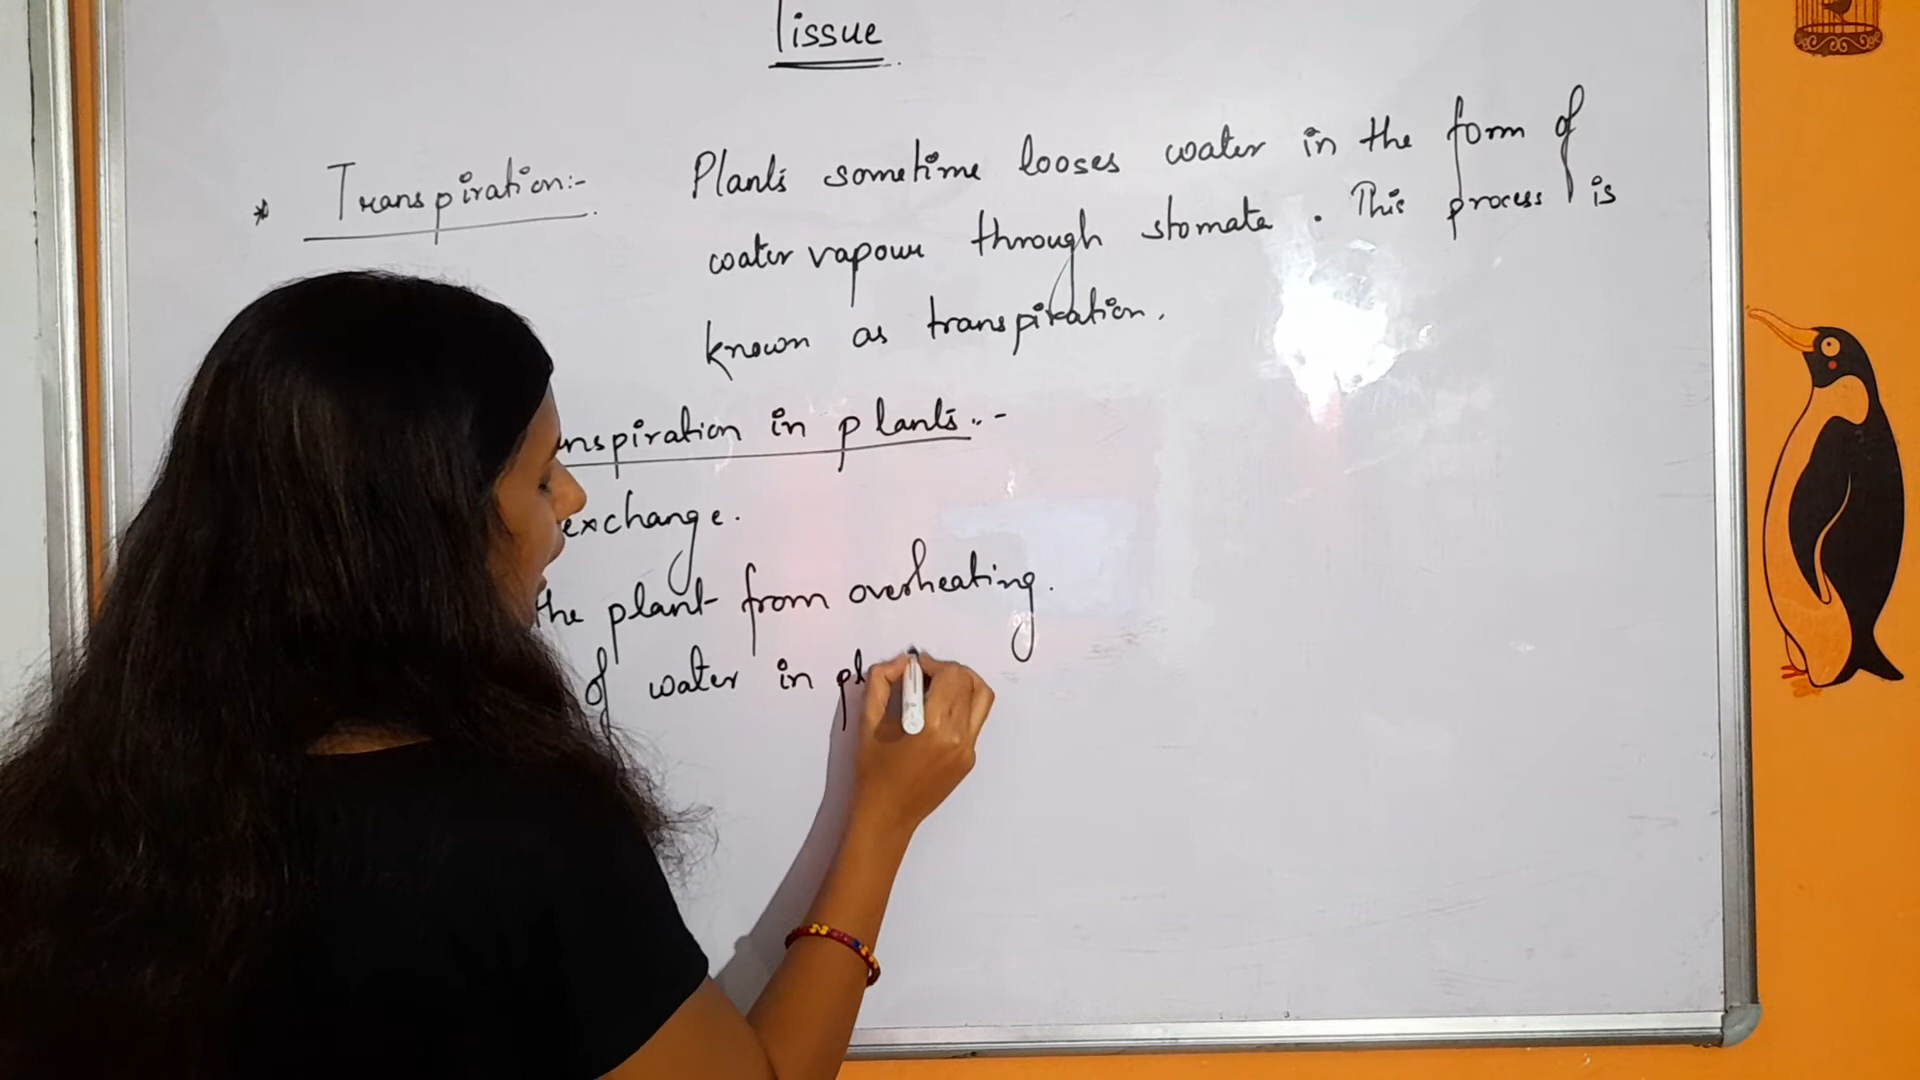 Tissue
* Transpiration:- Plants sometime looses water in the form of
water vapour through stomata. This process is
known as transpiration.
nspiration in plants:-
exchange.
the plant from overheating.
of water in pl